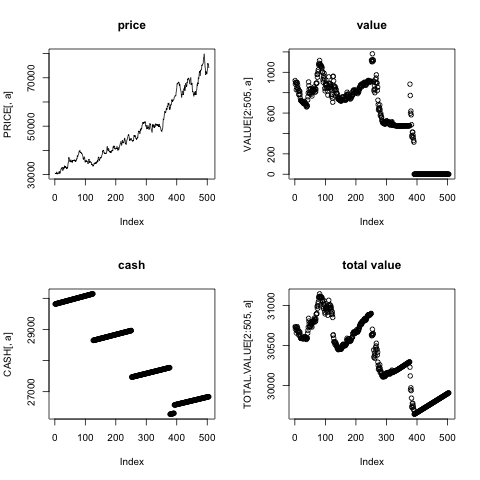 price
PRICE[, a]
30000 50000 70000
0 100 200 300 400 500
Index
value
VALUE[2:505, a]
0 200 400 600 1000
0 100 200 300 400 500
Index
cash
CASH[, a]
27000 29000
0 100 200 300 400 500
Index
total value
TOTAL.VALUE[2:505, a]
30000 30500 31000
0 100 200 300 400 500
Index